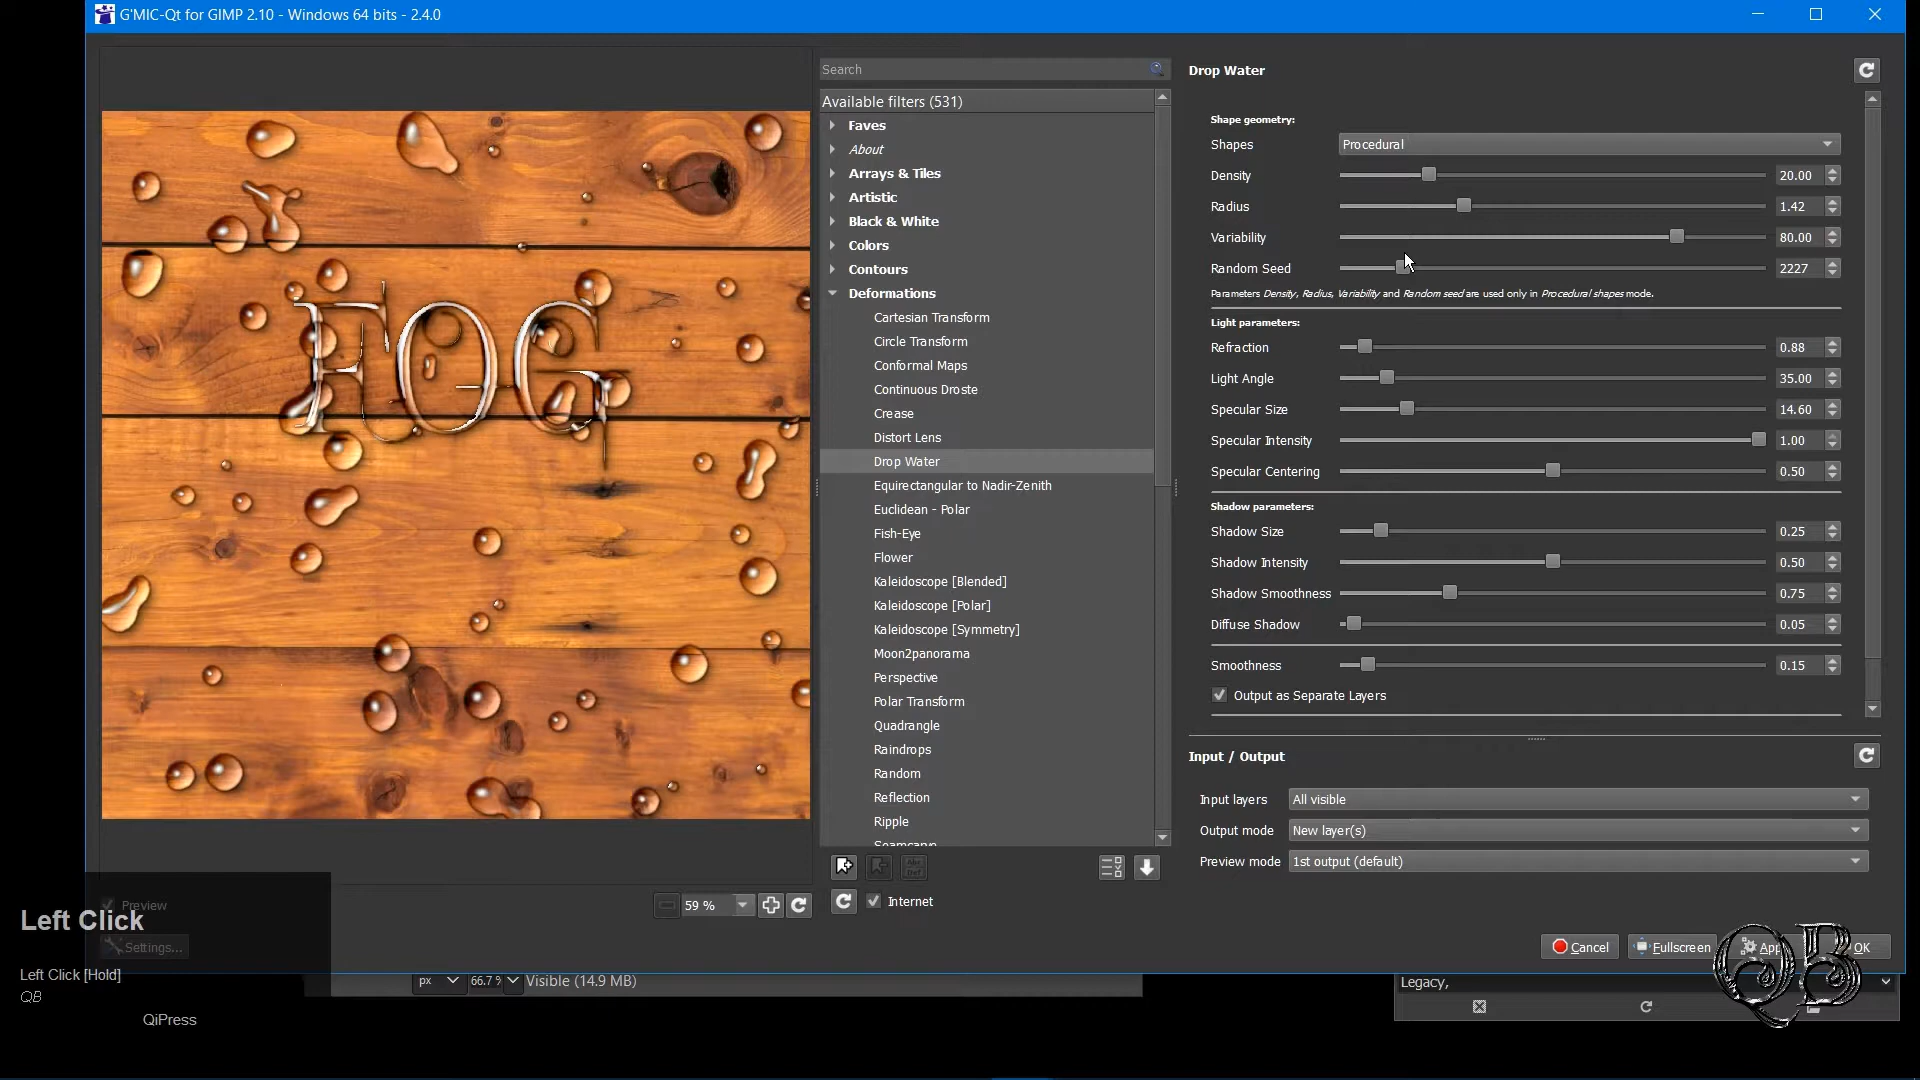 G'MIC-Qt for GIMP 2.10 - Windows 64 bits - 2.4.0
FOG
Search
Available filters (531)
Faves
About
Arrays & Tiles
Artistic
Black & White
Colors
Contours
Deformations
Cartesian Transform
Circle Transform
Conformal Maps
Continuous Droste
Crease
Distort Lens
Drop Water
Equirectangular to Nadir-Zenith
Euclidean - Polar
Fish-Eye
Flower
Kaleidoscope [Blended]
Kaleidoscope [Polar]
Kaleidoscope [Symmetry]
Moon2panorama
Perspective
Polar Transform
Quadrangle
Raindrops
Random
Reflection
Ripple
Seamcarve
Internet
Drop Water
Shape geometry:
Shapes Procedural
Density 20.00
Radius 1.42
Variability 80.00
Random Seed 2227
Parameters Density, Radius, Variability and Random seed are used only in Procedural shapes mode.
Light parameters:
Refraction 0.88
Light Angle 35.00
Specular Size 14.60
Specular Intensity 1.00
Specular Centering 0.50
Shadow parameters:
Shadow Size 0.25
Shadow Intensity 0.50
Shadow Smoothness 0.75
Diffuse Shadow 0.05
Smoothness 0.15
Output as Separate Layers
Input / Output
Input layers All visible
Output mode New layer(s)
Preview mode 1st output (default)
Preview
59 %
Settings...
Cancel Fullscreen App OK
QB
Left Click
Left Click [Hold]
QB
QiPress
px 66.7 % Visible (14.9 MB)
Legacy,